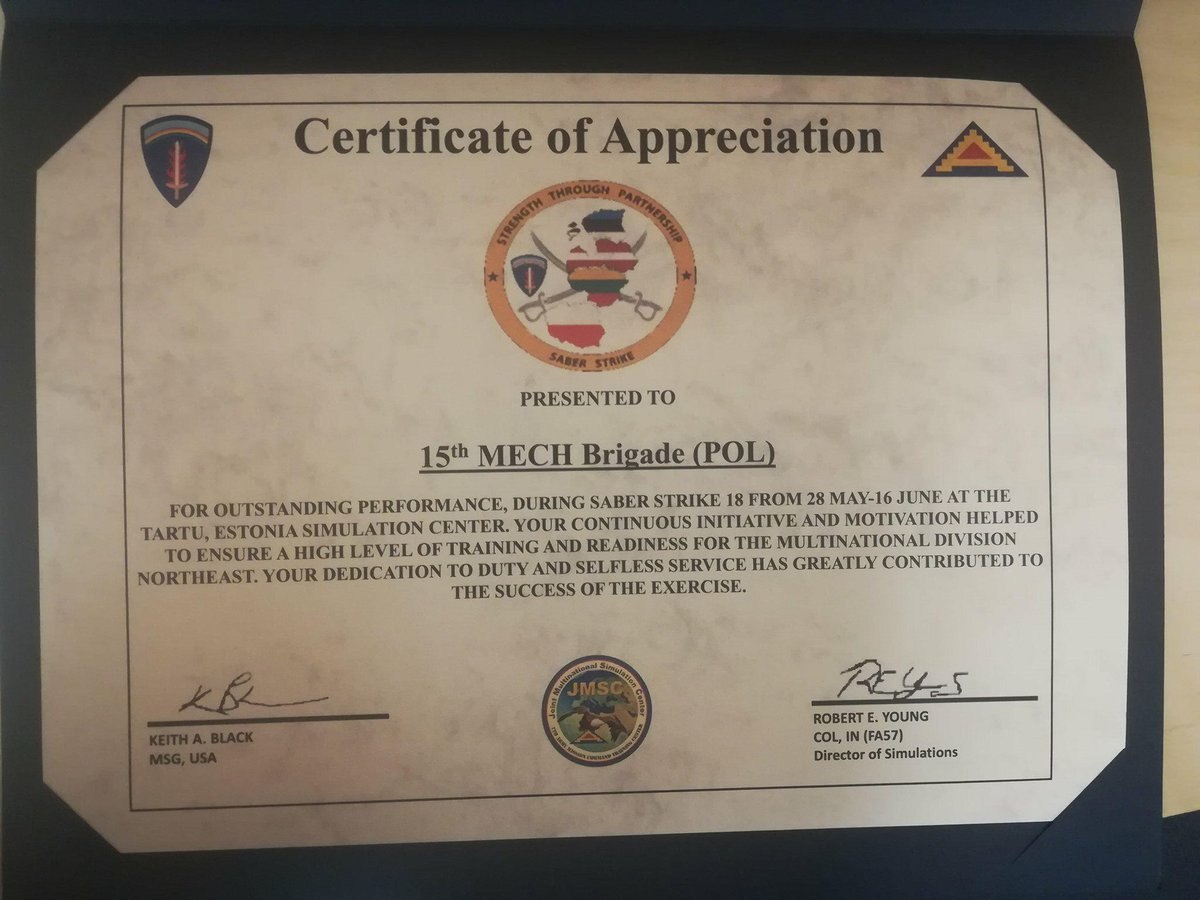 Certificate of Appreciation
STRENGTH THROUGH PARTNERSHIP
SABER STRIKE
PRESENTED TO
15th MECH Brigade (POL)
FOR OUTSTANDING PERFORMANCE, DURING SABER STRIKE 18 FROM 28 MAY-16 JUNE AT THE
TARTU, ESTONIA SIMULATION CENTER. YOUR CONTINUOUS INITIATIVE AND MOTIVATION HELPED
TO ENSURE A HIGH LEVEL OF TRAINING AND READINESS FOR THE MULTINATIONAL DIVISION
NORTHEAST. YOUR DEDICATION TO DUTY AND SELFLESS SERVICE HAS GREATLY CONTRIBUTED TO
THE SUCCESS OF THE EXERCISE.
KEITH A. BLACK
MSG, USA
Joint Multinational Simulation Center
JMSC
ROBERT E. YOUNG
COL, IN (FA57)
Director of Simulations